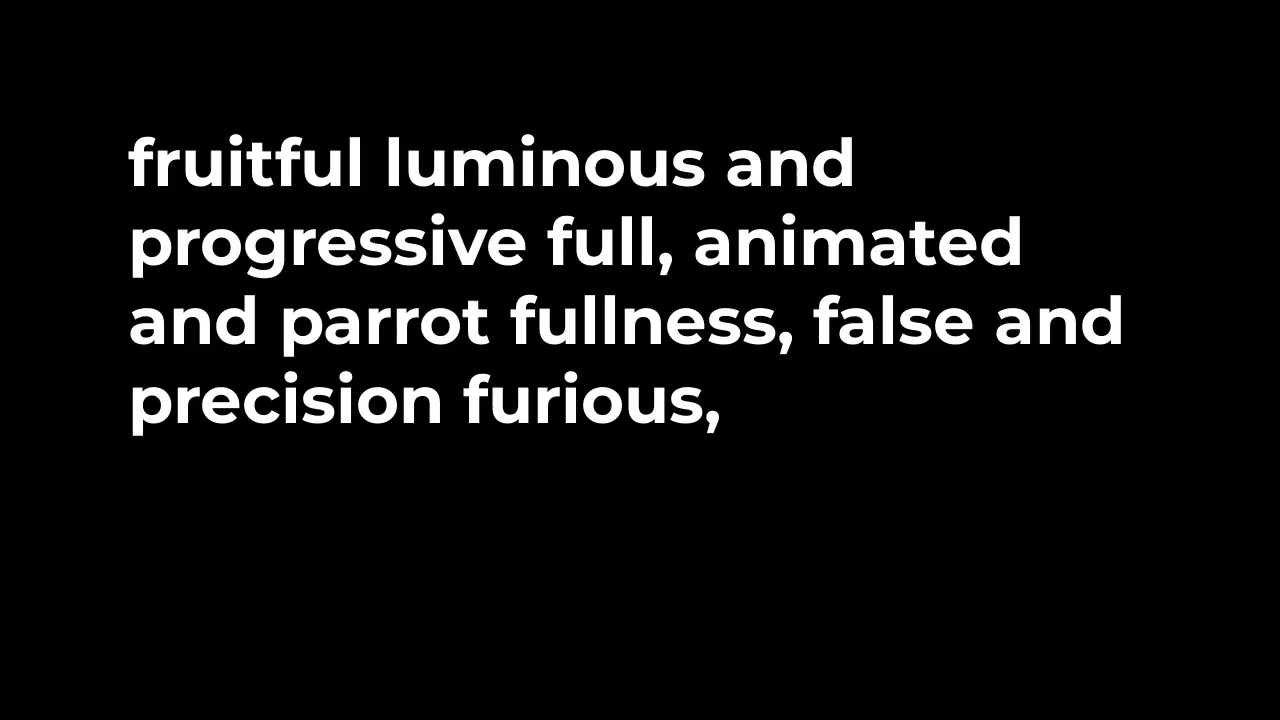 fruitful luminous and
progressive full, animated
and parrot fullness, false and
precision furious,